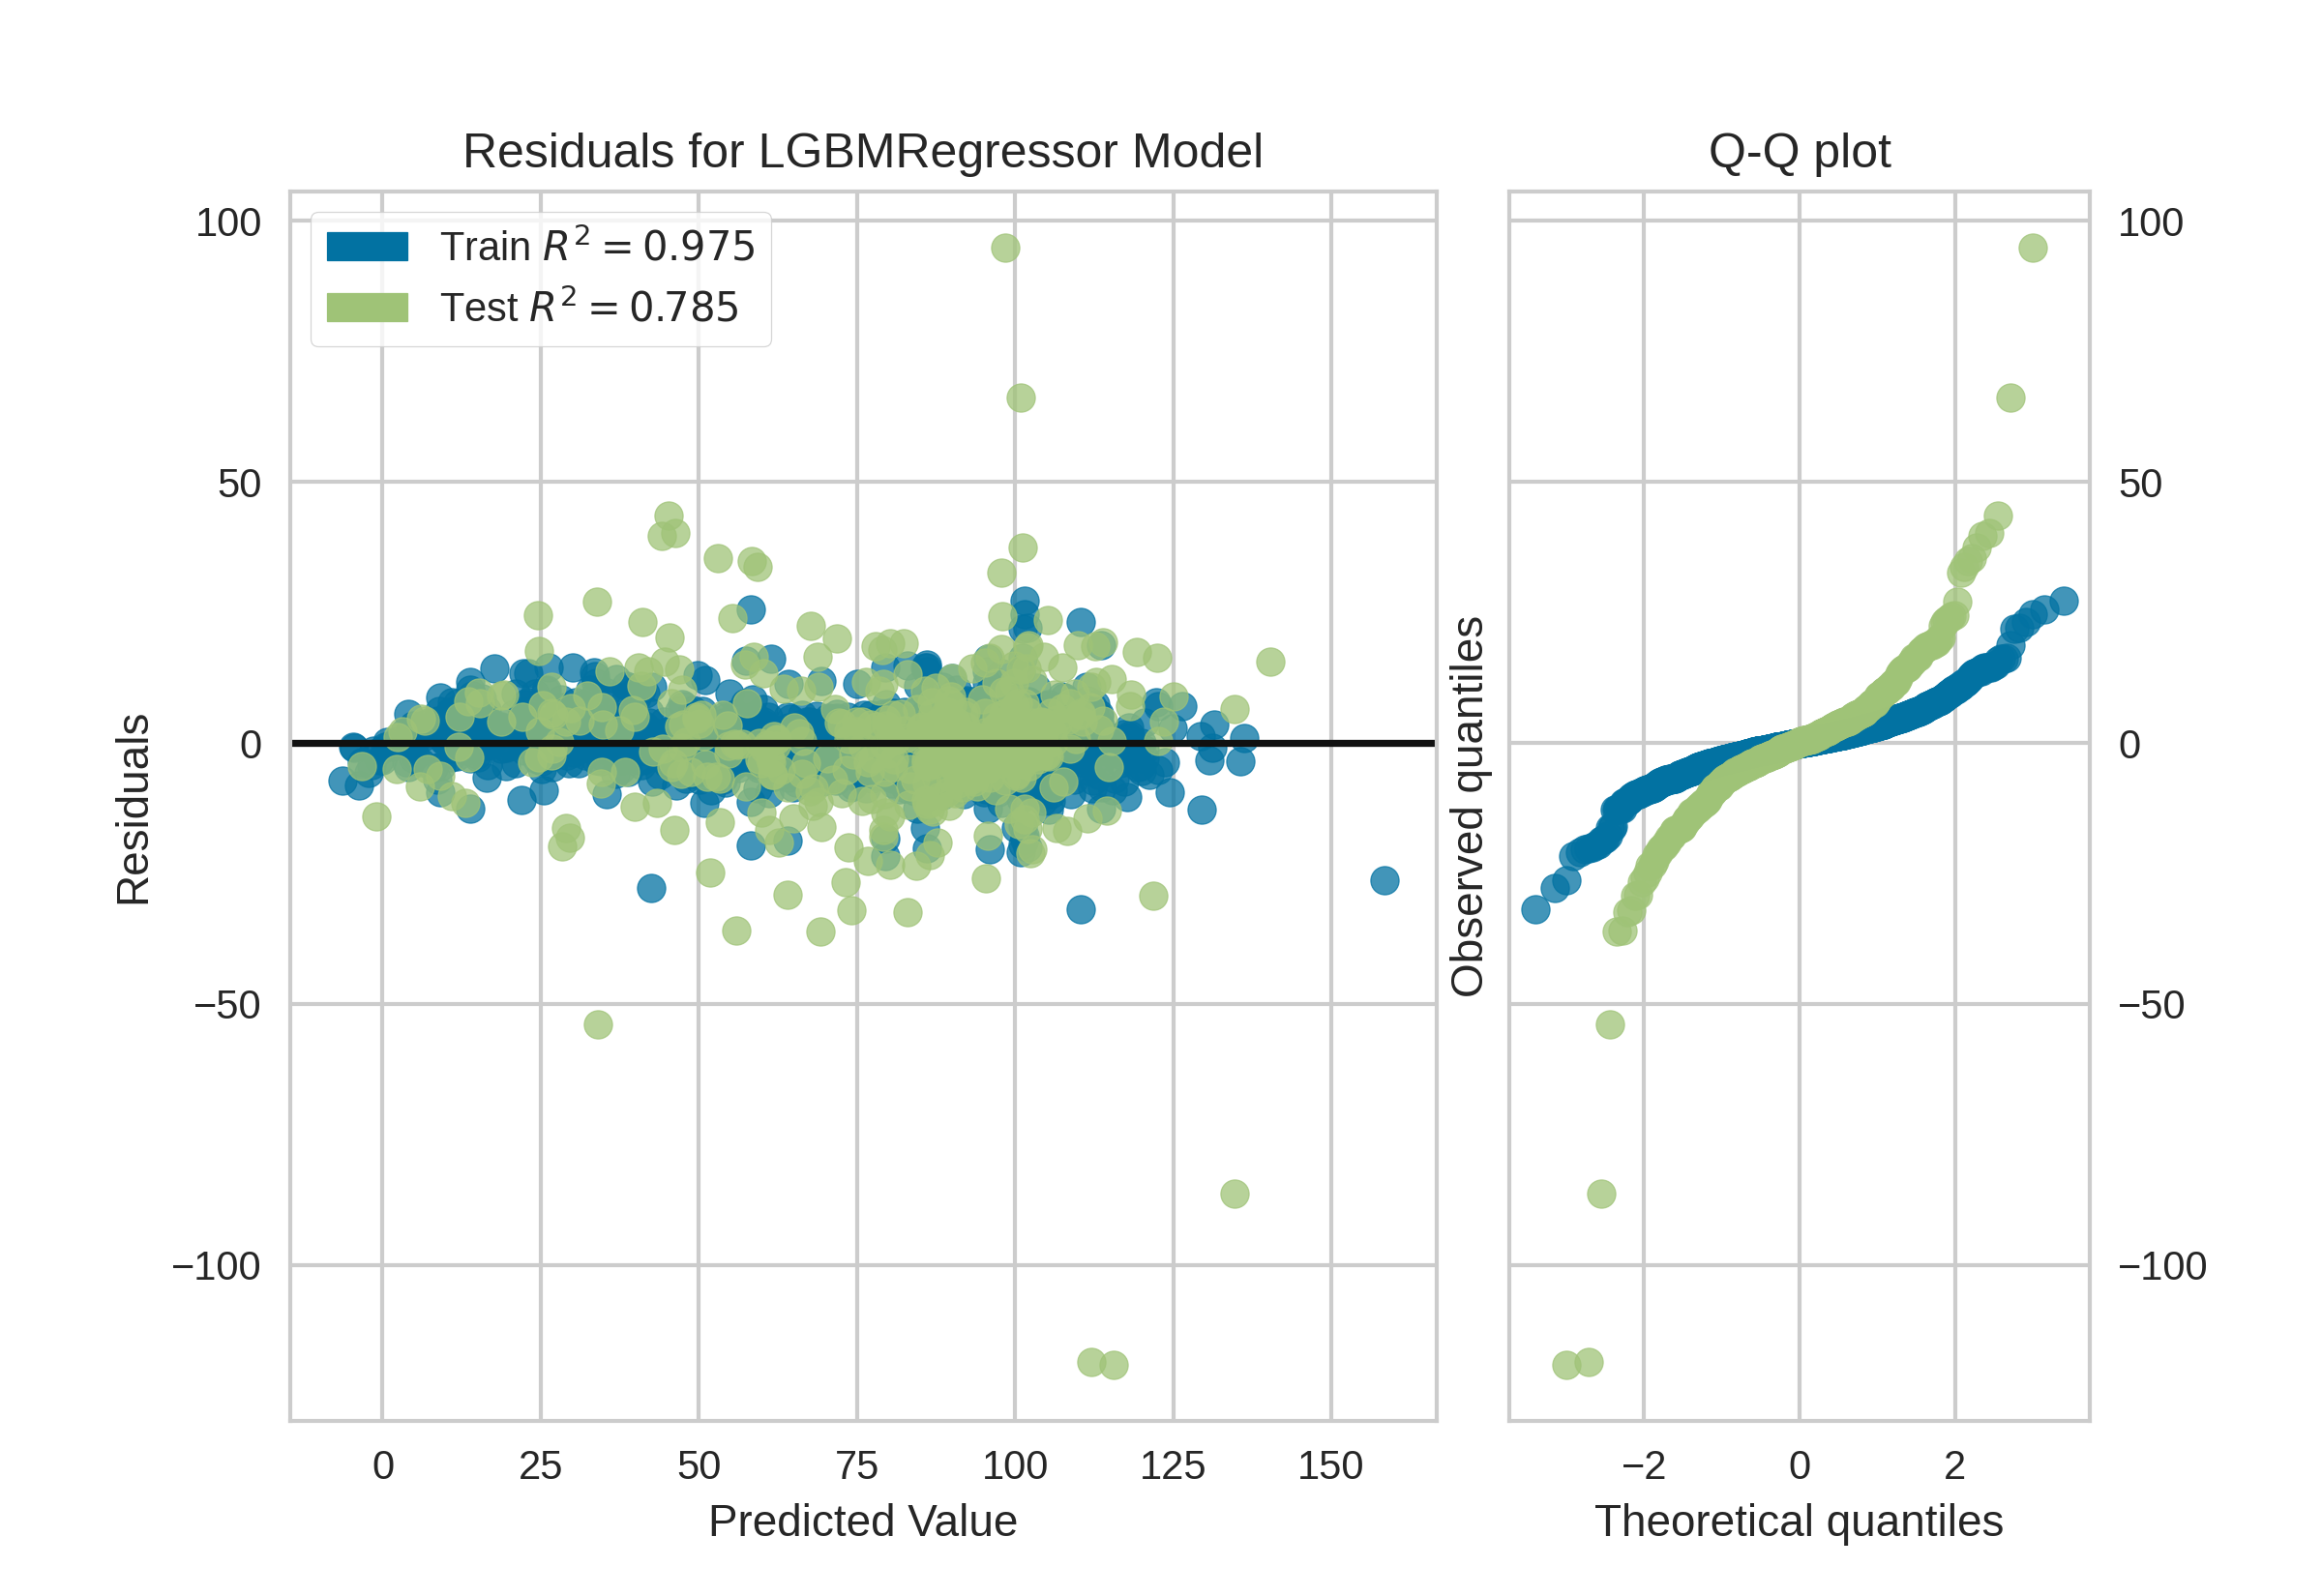 Residuals for LGBMRegressor Model
Train R² = 0.975
Test R² = 0.785
100
50
0
−50
−100
Residuals
0 25 50 75 100 125 150
Predicted Value
Q-Q plot
Observed quantiles
100
50
0
−50
−100
−2 0 2
Theoretical quantiles